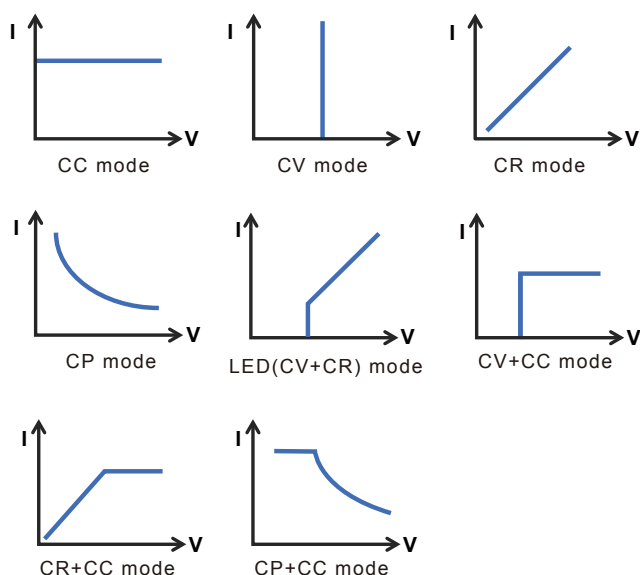 I
V
CC mode
I
V
CV mode
I
V
CR mode
I
V
CP mode
I
V
LED(CV+CR) mode
I
V
CV+CC mode
I
V
CR+CC mode
I
V
CP+CC mode